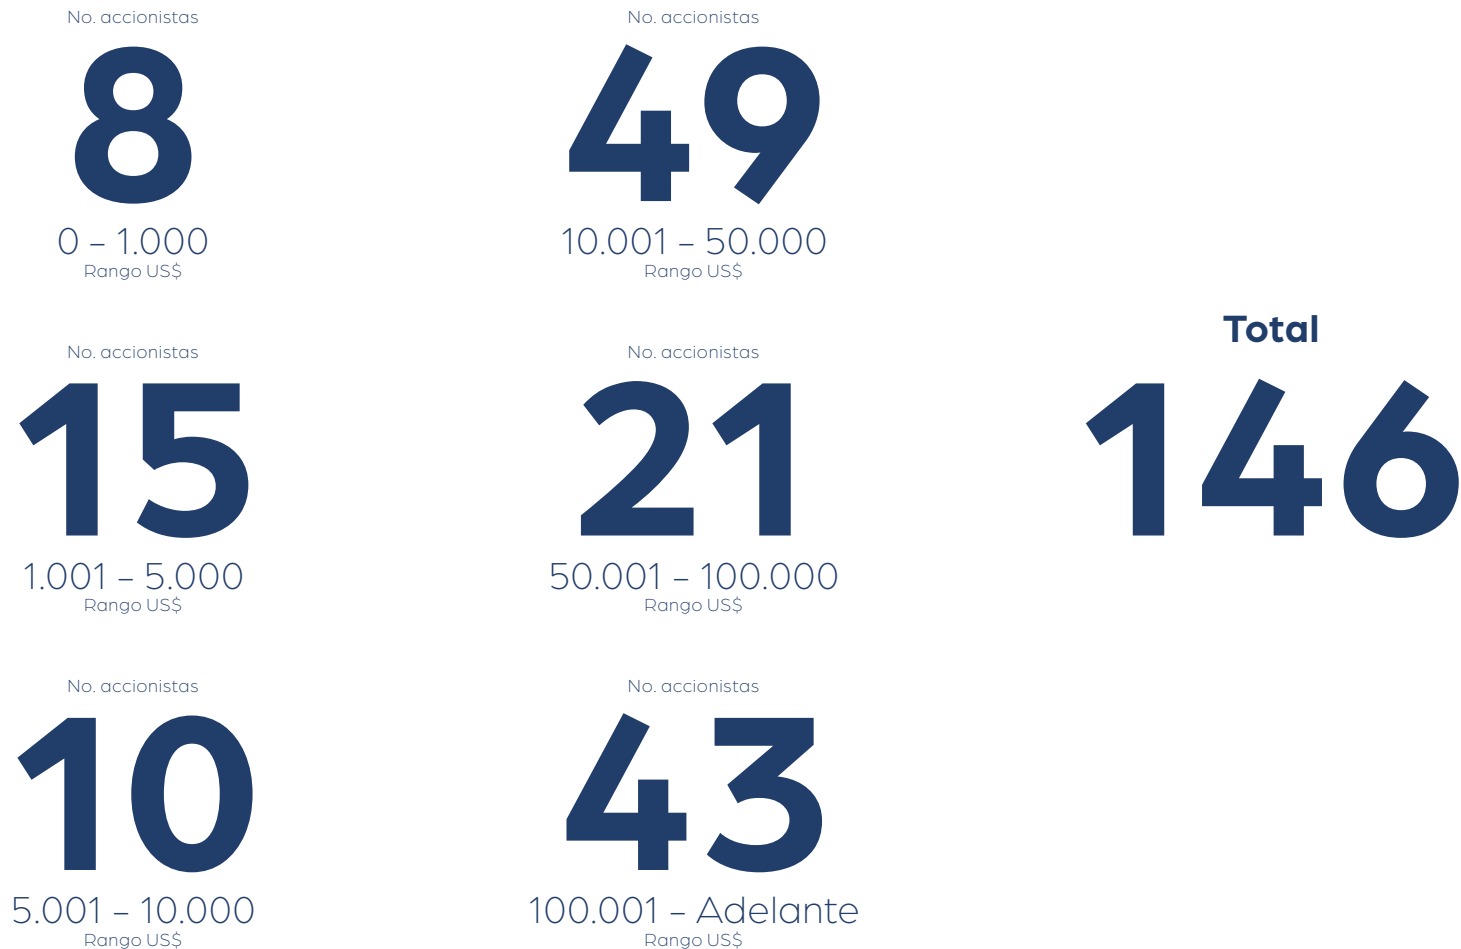 No. accionistas
8
0 – 1.000
Rango US$
No. accionistas
15
1.001 – 5.000
Rango US$
No. accionistas
10
5.001 – 10.000
Rango US$
No. accionistas
49
10.001 – 50.000
Rango US$
No. accionistas
21
50.001 – 100.000
Rango US$
No. accionistas
43
100.001 – Adelante
Rango US$
Total
146